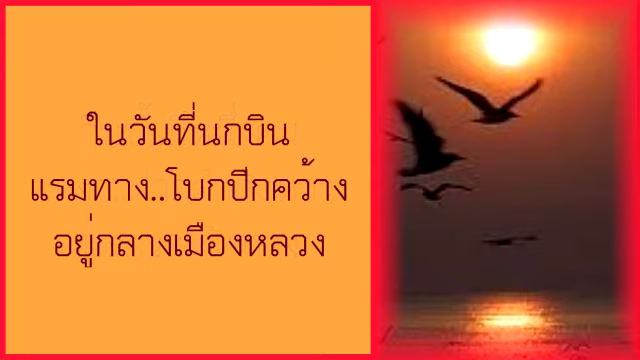 ในวันที่นกบิน
แรมทาง..โบกปีกคว้าง
อยู่กลางเมืองหลวง